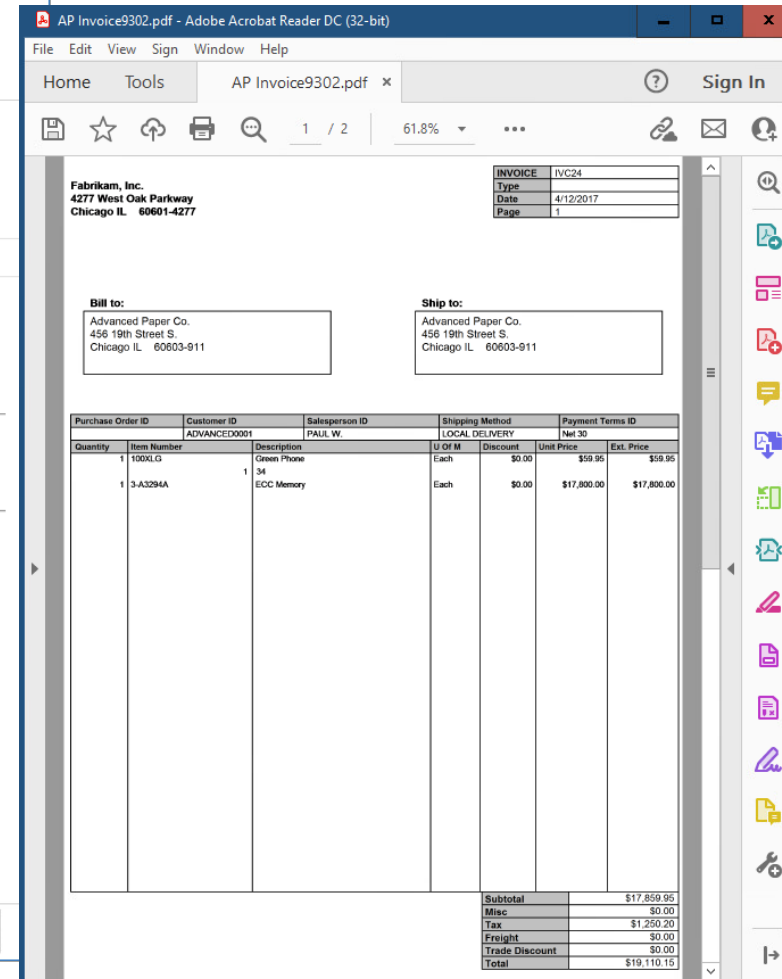 AP Invoice9302.pdf - Adobe Acrobat Reader DC (32-bit)
File Edit View Sign Window Help
Home Tools AP Invoice9302.pdf × ? Sign In
1 / 2 61.8%
Fabrikam, Inc.
4277 West Oak Parkway
Chicago IL 60601-4277
INVOICE IVC24
Type
Date 4/12/2017
Page 1
Bill to:
Advanced Paper Co.
456 19th Street S.
Chicago IL 60603-911
Ship to:
Advanced Paper Co.
456 19th Street S.
Chicago IL 60603-911
Purchase Order ID Customer ID Salesperson ID Shipping Method Payment Terms ID
ADVANCED0001 PAUL W. LOCAL DELIVERY Net 30
Quantity Item Number Description U Of M Discount Unit Price Ext. Price
1 100XLG Green Phone Each $0.00 $59.95 $59.95
1 34
1 3-A3294A ECC Memory Each $0.00 $17,800.00 $17,800.00
Subtotal $17,859.95
Misc $0.00
Tax $1,250.20
Freight $0.00
Trade Discount $0.00
Total $19,110.15